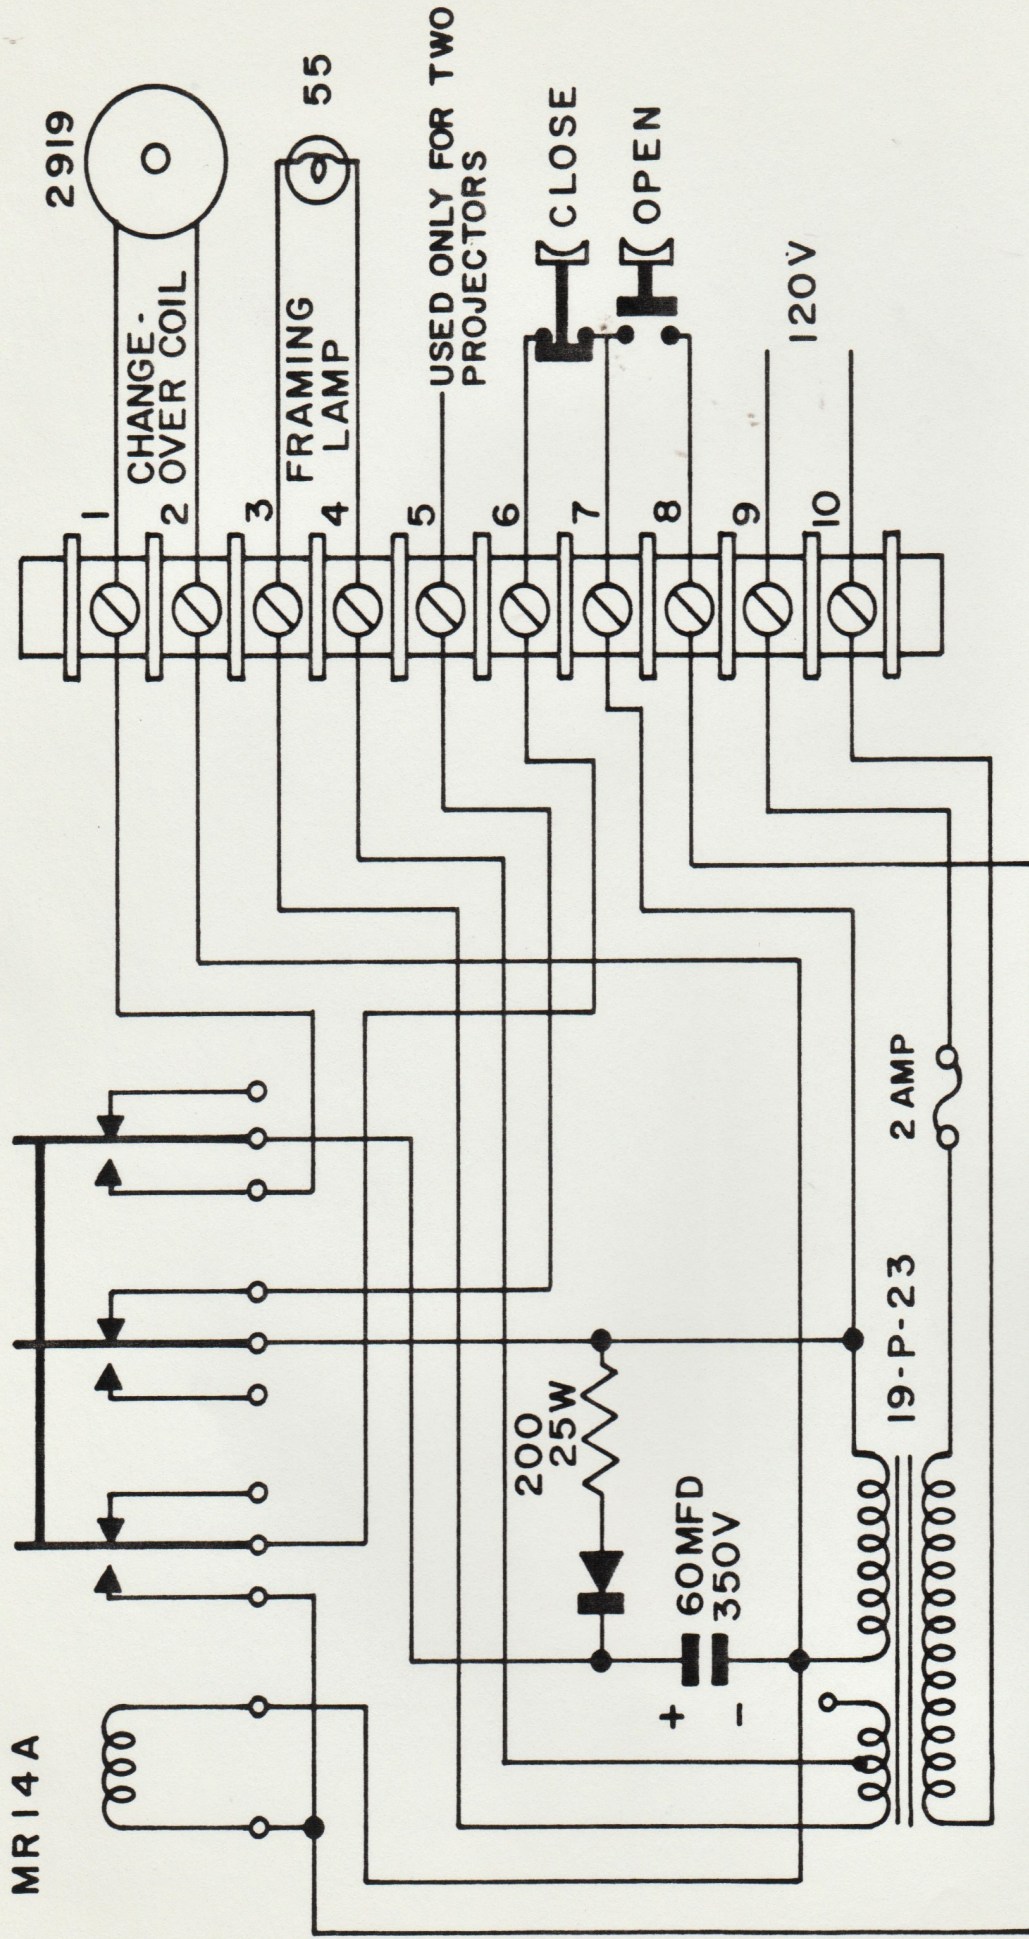 2919
CHANGE-
OVER COIL
FRAMING
LAMP
55
USED ONLY FOR TWO
PROJECTORS
CLOSE
OPEN
120V
1
2
3
4
5
6
7
8
9
10
2 AMP
19-P-23
200
25W
60MFD
350V
+
-
MR14A